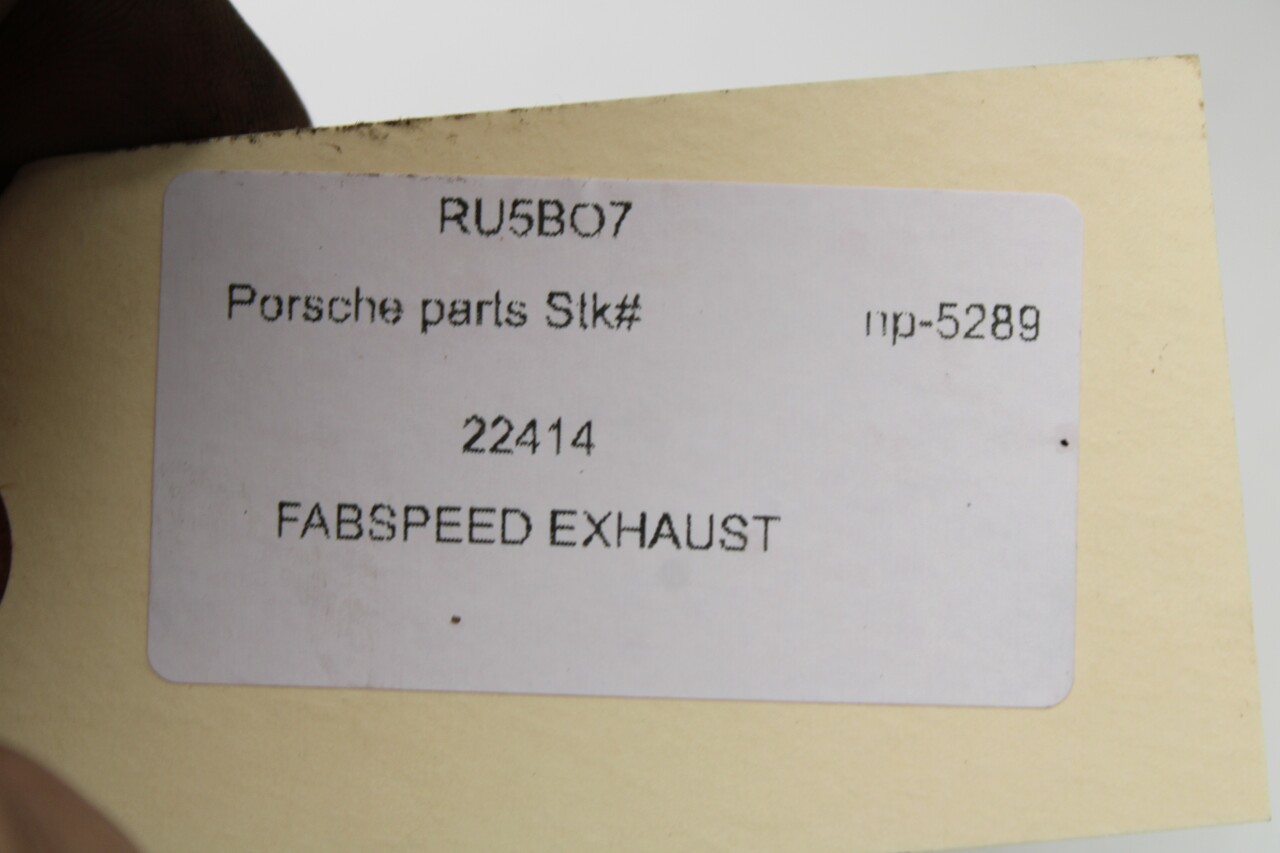 RU5BO7
Porsche parts Stk# np-5289
22414
FABSPEED EXHAUST